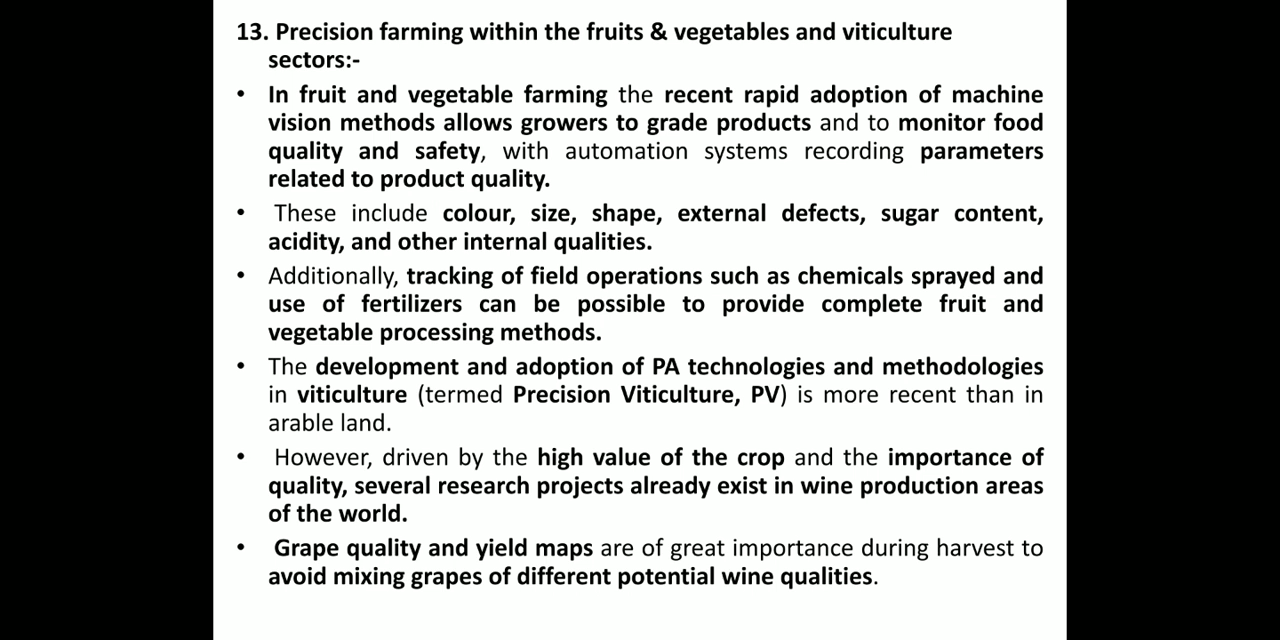 13. Precision farming within the fruits & vegetables and viticulture
sectors:-
• In fruit and vegetable farming the recent rapid adoption of machine
vision methods allows growers to grade products and to monitor food
quality and safety, with automation systems recording parameters
related to product quality.
• These include colour, size, shape, external defects, sugar content,
acidity, and other internal qualities.
• Additionally, tracking of field operations such as chemicals sprayed and
use of fertilizers can be possible to provide complete fruit and
vegetable processing methods.
• The development and adoption of PA technologies and methodologies
in viticulture (termed Precision Viticulture, PV) is more recent than in
arable land.
• However, driven by the high value of the crop and the importance of
quality, several research projects already exist in wine production areas
of the world.
• Grape quality and yield maps are of great importance during harvest to
avoid mixing grapes of different potential wine qualities.